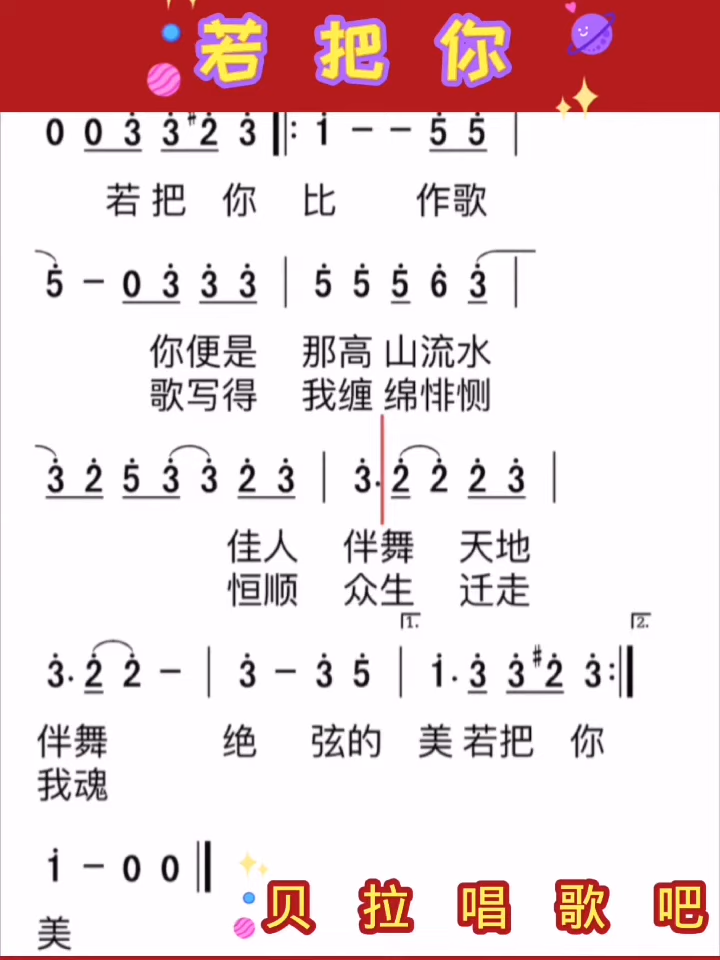 若 把 你
0 0 3 3 #2 3 ‖: 1 — — 5 5 |
若 把 你 比 作歌
5 — 0 3 3 3 | 5 5 5 6 3 |
你便是 那高 山流水
歌写得 我缠 绵悱恻
3 2 5 3 3 2 3 | 3. 2 2 2 3 |
佳人 伴舞 天地
恒顺 众生 迁走
1. 2.
3. 2 2 — | 3 — 3 5 | 1. 3 3 #2 3 :‖
伴舞 绝 弦的 美 若把 你
我魂
1 — 0 0 ‖
美
贝 拉 唱 歌 吧